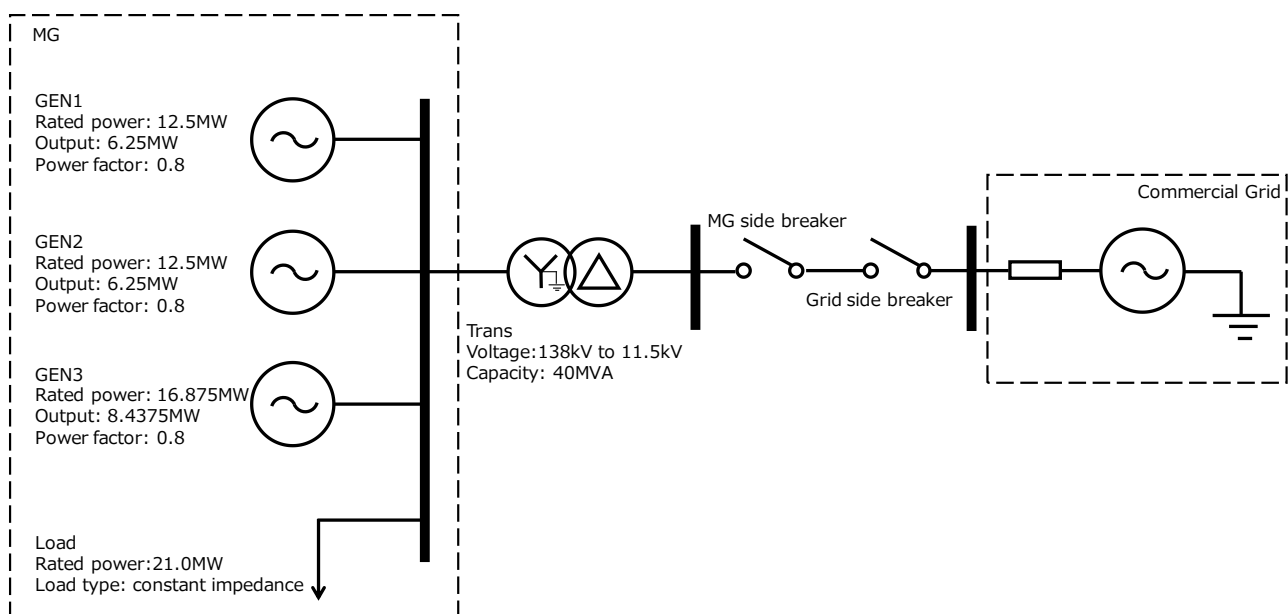 MG
GEN1
Rated power: 12.5MW
Output: 6.25MW
Power factor: 0.8
GEN2
Rated power: 12.5MW
Output: 6.25MW
Power factor: 0.8
GEN3
Rated power: 16.875MW
Output: 8.4375MW
Power factor: 0.8
Load
Rated power:21.0MW
Load type: constant impedance
Trans
Voltage:138kV to 11.5kV
Capacity: 40MVA
MG side breaker
Grid side breaker
Commercial Grid